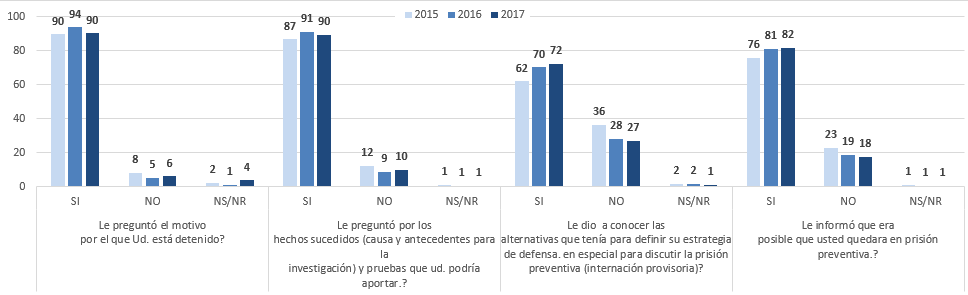 2015 2016 2017
100
80
60
40
20
0
90 94 90
8 5 6
2 1 4
87 91 90
12 9 10
1 1 1
62 70 72
36 28 27
2 2 1
76 81 82
23 19 18
1 1 1
SI NO NS/NR SI NO NS/NR SI NO NS/NR SI NO NS/NR
Le preguntó el motivo
por el que Ud. está detenido?
Le preguntó por los
hechos sucedidos (causa y antecedentes para
la
investigación) y pruebas que ud. podría
aportar.?
Le dio a conocer las
alternativas que tenía para definir su estrategia
de defensa. en especial para discutir la prisión
preventiva (internación provisoria)?
Le informó que era
posible que usted quedara en prisión
preventiva.?